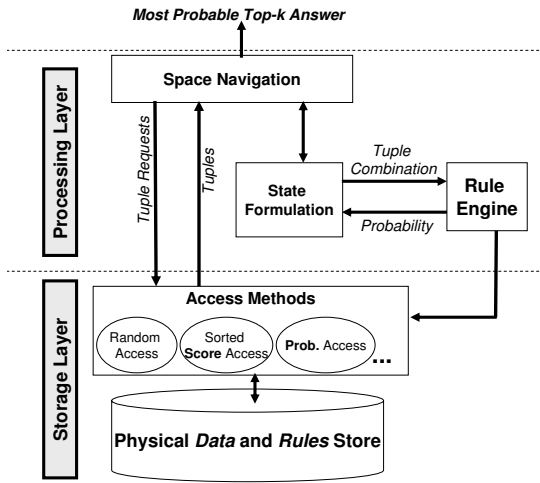 Most Probable Top-k Answer
Processing Layer
Space Navigation
Tuple Requests
Tuples
State
Formulation
Tuple
Combination
Probability
Rule
Engine
Storage Layer
Access Methods
Random
Access
Sorted
Score Access
Prob. Access
...
Physical Data and Rules Store